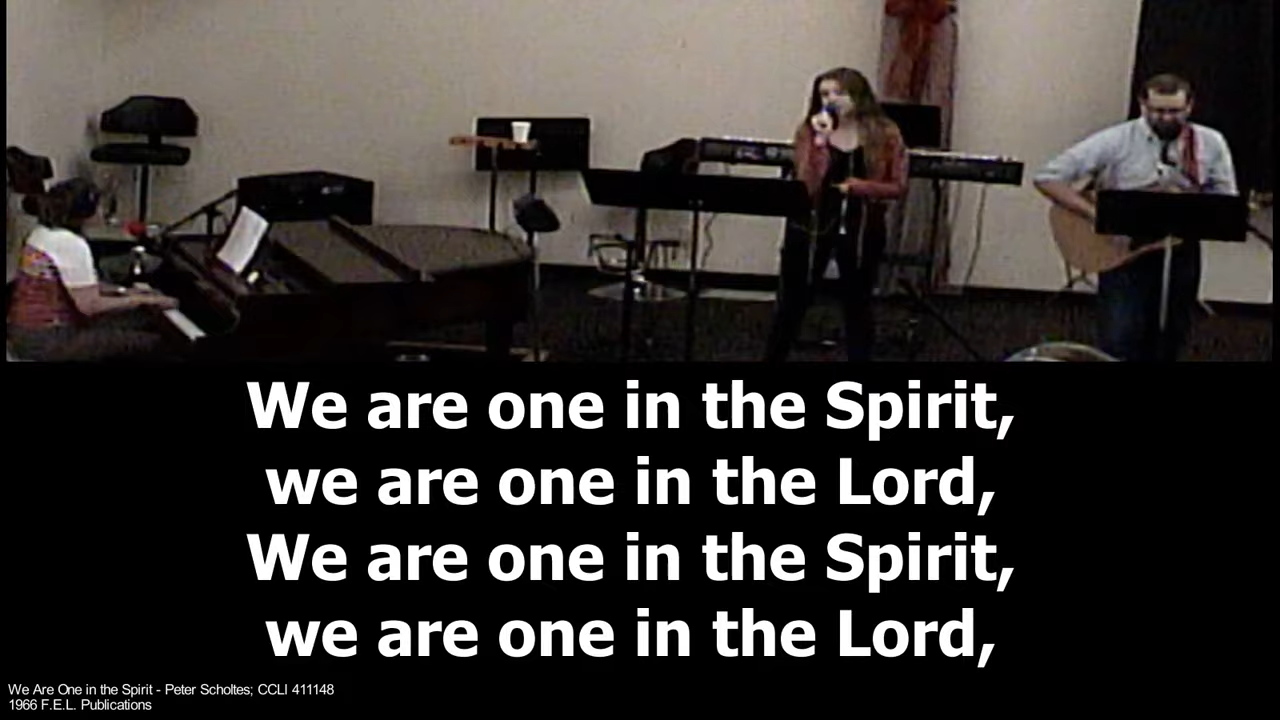 We are one in the Spirit,
we are one in the Lord,
We are one in the Spirit,
we are one in the Lord,
We Are One in the Spirit - Peter Scholtes; CCLI 411148
1966 F.E.L. Publications